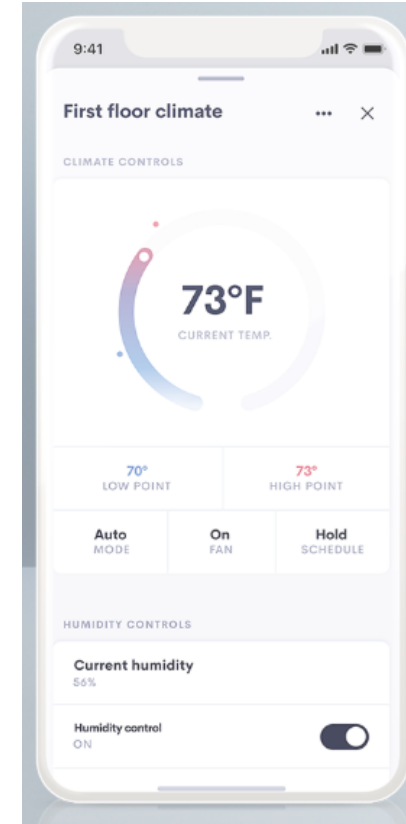 9:41
First floor climate
CLIMATE CONTROLS
73°F
CURRENT TEMP.
70°
LOW POINT
73°
HIGH POINT
Auto
MODE
On
FAN
Hold
SCHEDULE
HUMIDITY CONTROLS
Current humidity
56%
Humidity control
ON